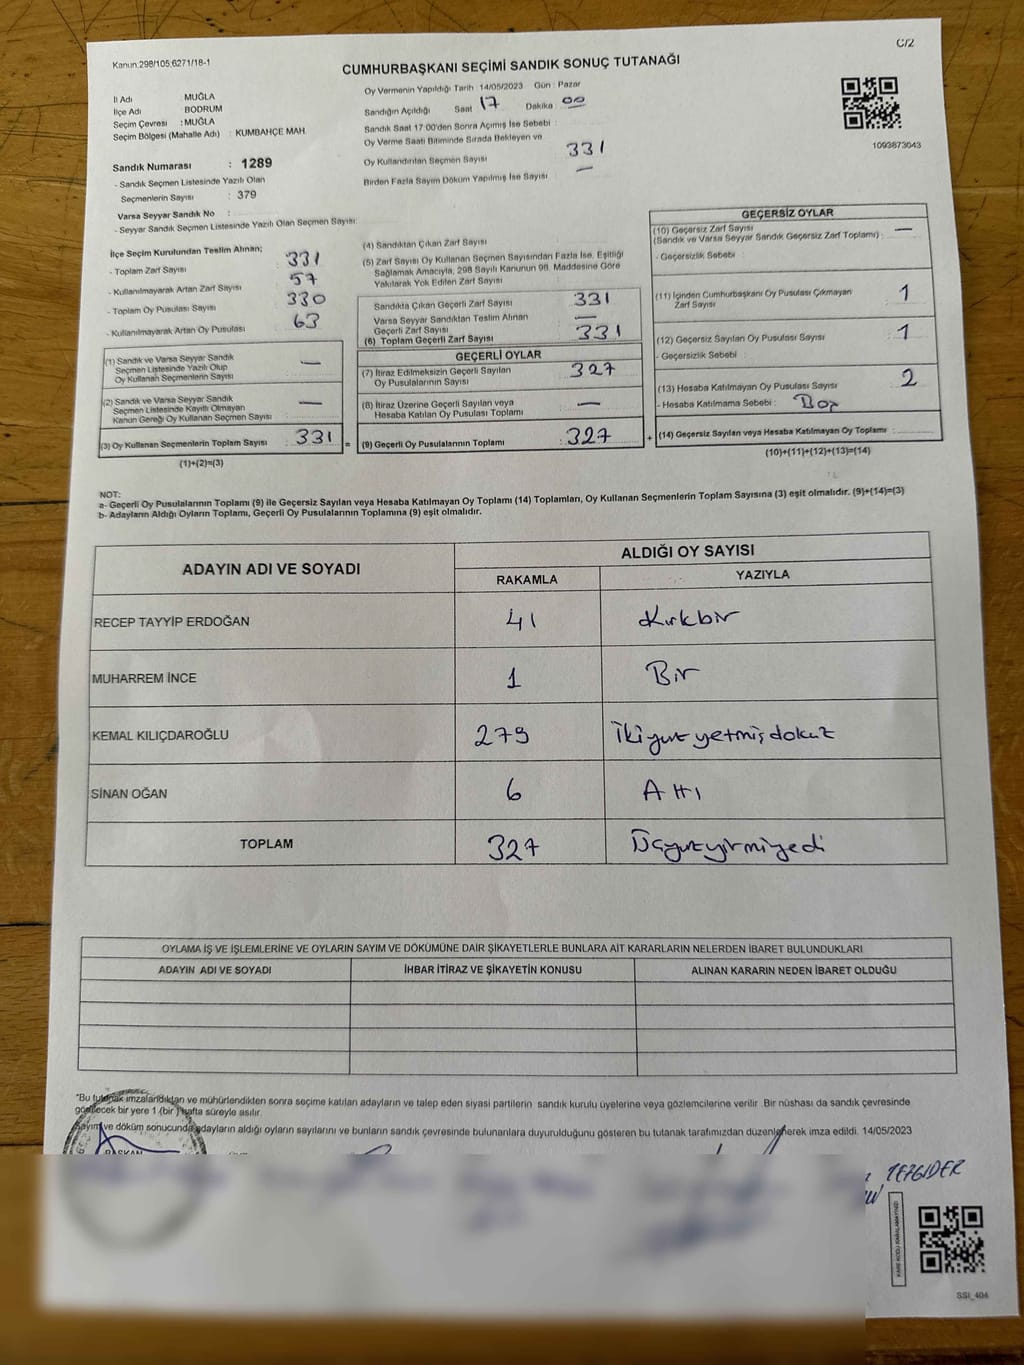 C/2
Kanun:298/105;6271/18-1
CUMHURBAŞKANI SEÇİMİ SANDIK SONUÇ TUTANAĞI
İl Adı MUĞLA
İlçe Adı BODRUM
Seçim Çevresi : MUĞLA
Seçim Bölgesi (Mahalle Adı) : KUMBAHÇE MAH.
Sandık Numarası : 1289
- Sandık Seçmen Listesinde Yazılı Olan
Seçmenlerin Sayısı : 379
Varsa Seyyar Sandık No :
- Seyyar Sandık Seçmen Listesinde Yazılı Olan Seçmen Sayısı:
Oy Vermenin Yapıldığı Tarih 14/05/2023 Gün : Pazar
Sandığın Açıldığı Saat 17 Dakika 00
Sandık Saat 17:00'den Sonra Açımış İse Sebebi :
Oy Verme Saati Bitiminde Sırada Bekleyen ve
Oy Kullandırılan Seçmen Sayısı 331
Birden Fazla Sayım Döküm Yapılmış İse Sayısı : —
1093873043
İlçe Seçim Kurulundan Teslim Alınan;
- Toplam Zarf Sayısı 331
- Kullanılmayarak Artan Zarf Sayısı 57
- Toplam Oy Pusulası Sayısı 330
- Kullanılmayarak Artan Oy Pusulası 63
(1) Sandık ve Varsa Seyyar Sandık
Seçmen Listesinde Yazılı Olup
Oy Kullanan Seçmenlerin Sayısı : —
(2) Sandık ve Varsa Seyyar Sandık
Seçmen Listesinde Kayıtlı Olmayan
Kanun Gereği Oy Kullanan Seçmen Sayısı : —
(3) Oy Kullanan Seçmenlerin Toplam Sayısı : 331 =
(1)+(2)=(3)
(4) Sandıktan Çıkan Zarf Sayısı :
(5) Zarf Sayısı Oy Kullanan Seçmen Sayısından Fazla İse, Eşitliği
Sağlamak Amacıyla, 298 Sayılı Kanunun 98. Maddesine Göre
Yakılarak Yok Edilen Zarf Sayısı :
Sandıkta Çıkan Geçerli Zarf Sayısı 331
Varsa Seyyar Sandıktan Teslim Alınan
Geçerli Zarf Sayısı —
(6) Toplam Geçerli Zarf Sayısı : 331
GEÇERLİ OYLAR
(7) İtiraz Edilmeksizin Geçerli Sayılan
Oy Pusulalarının Sayısı : 327
(8) İtiraz Üzerine Geçerli Sayılan veya
Hesaba Katılan Oy Pusulası Toplamı : —
(9) Geçerli Oy Pusulalarının Toplamı : 327 +
GEÇERSİZ OYLAR
(10) Geçersiz Zarf Sayısı
(Sandık ve Varsa Seyyar Sandık Geçersiz Zarf Toplamı) : —
- Geçersizlik Sebebi :
(11) İçinden Cumhurbaşkanı Oy Pusulası Çıkmayan
Zarf Sayısı : 1
(12) Geçersiz Sayılan Oy Pusulası Sayısı : 1
- Geçersizlik Sebebi :
(13) Hesaba Katılmayan Oy Pusulası Sayısı : 2
- Hesaba Katılmama Sebebi :
(14) Geçersiz Sayılan veya Hesaba Katılmayan Oy Toplamı :
(10)+(11)+(12)+(13)=(14)
NOT:
a- Geçerli Oy Pusulalarının Toplamı (9) ile Geçersiz Sayılan veya Hesaba Katılmayan Oy Toplamı (14) Toplamları, Oy Kullanan Seçmenlerin Toplam Sayısına (3) eşit olmalıdır. (9)+(14)=(3)
b- Adayların Aldığı Oyların Toplamı, Geçerli Oy Pusulalarının Toplamına (9) eşit olmalıdır.
ADAYIN ADI VE SOYADI ALDIĞI OY SAYISI
RAKAMLA YAZIYLA
RECEP TAYYİP ERDOĞAN 41 Kırkbir
MUHARREM İNCE 1 Bir
KEMAL KILIÇDAROĞLU 279 İkiyüz yetmiş dokuz
SİNAN OĞAN 6 Altı
TOPLAM 327 Üçyüzyirmiyedi
OYLAMA İŞ VE İŞLEMLERİNE VE OYLARIN SAYIM VE DÖKÜMÜNE DAİR ŞİKAYETLERLE BUNLARA AİT KARARLARIN NELERDEN İBARET BULUNDUKLARI
ADAYIN ADI VE SOYADI İHBAR İTİRAZ VE ŞİKAYETİN KONUSU ALINAN KARARIN NEDEN İBARET OLDUĞU
"Bu tutanak imzalandıktan ve mühürlendikten sonra seçime katılan adayların ve talep eden siyasi partilerin sandık kurulu üyelerine veya gözlemcilerine verilir. Bir nüshası da sandık çevresinde
görülecek bir yere 1 (bir) hafta süreyle asılır.
Sayım ve döküm sonucunda adayların aldığı oyların sayılarını ve bunların sandık çevresinde bulunanlara duyurulduğunu gösteren bu tutanak tarafımızdan düzenlenerek imza edildi. 14/05/2023
BAŞKAN
TEZGİDER
SSI_404